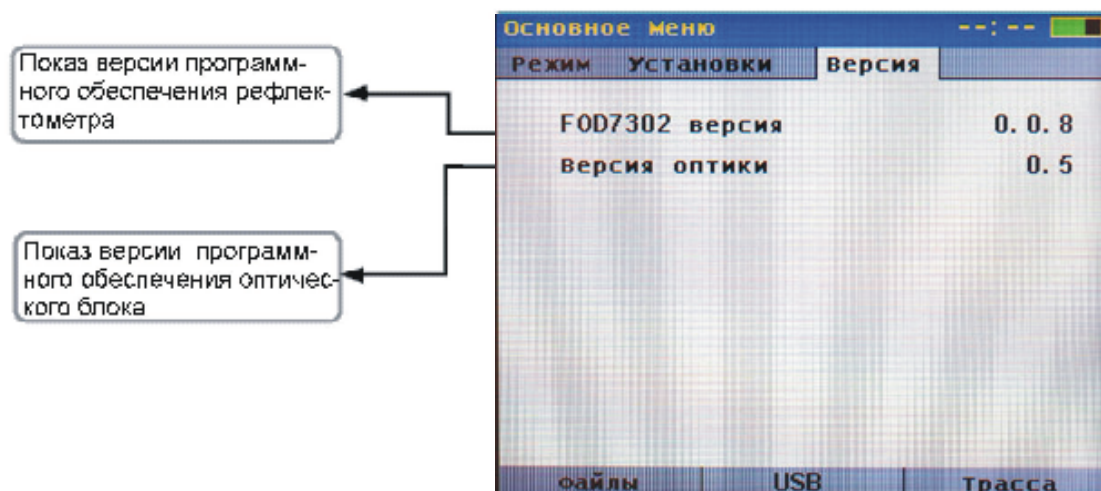 Показ версии программ-
ного обеспечения рефлек-
тометра
Показ версии программ-
ного обеспечения оптичес-
кого блока
Основное Меню --:--
Режим Установки Версия
FOD7302 версия 0.0.8
Версия оптики 0.5
Файлы USB Трасса